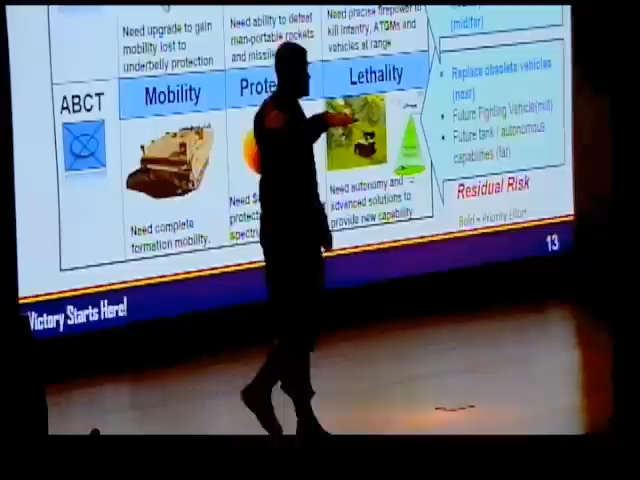 (mid/far)
Need upgrade to gain
mobility lost to
underbelly protection
Need ability to defeat
man-portable rockets
and missile
Need precise firepower to
kill infantry, ATGMs and
vehicles at range
ABCT
Mobility
Prote
Lethality
Replace obsolete vehicles
(near)
Future Fighting Vehicle(mid)
Future tank / autonomous
capabilities (far)
Need complete
formation mobility.
Need
protect
spectr
Need autonomy and
advanced solutions to
provide new capability
Residual Risk
Bold = Priority Effort
13
Victory Starts Here!